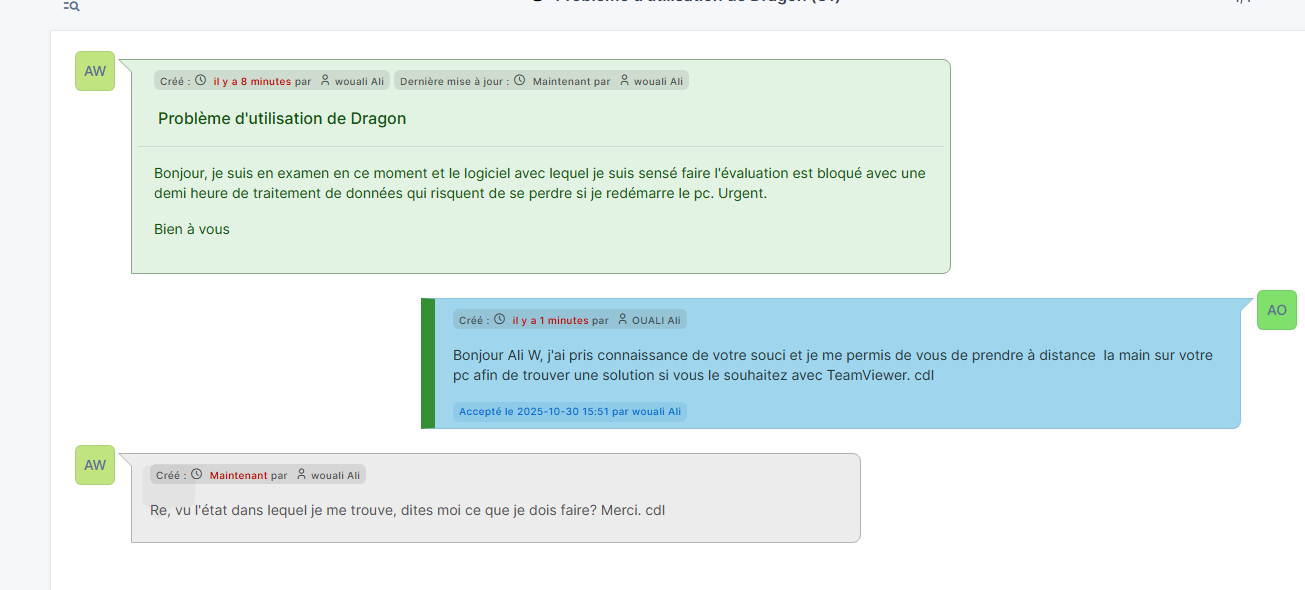 AW
Créé : il y a 8 minutes par wouali Ali Dernière mise à jour : Maintenant par wouali Ali
Problème d'utilisation de Dragon
Bonjour, je suis en examen en ce moment et le logiciel avec lequel je suis sensé faire l'évaluation est bloqué avec une
demi heure de traitement de données qui risquent de se perdre si je redémarre le pc. Urgent.
Bien à vous
AO
Créé : il y a 1 minutes par OUALI Ali
Bonjour Ali W, j'ai pris connaissance de votre souci et je me permis de vous de prendre à distance la main sur votre
pc afin de trouver une solution si vous le souhaitez avec TeamViewer. cdl
Accepté le 2025-10-30 15:51 par wouali Ali
AW
Créé : Maintenant par wouali Ali
Re, vu l'état dans lequel je me trouve, dites moi ce que je dois faire? Merci. cdl